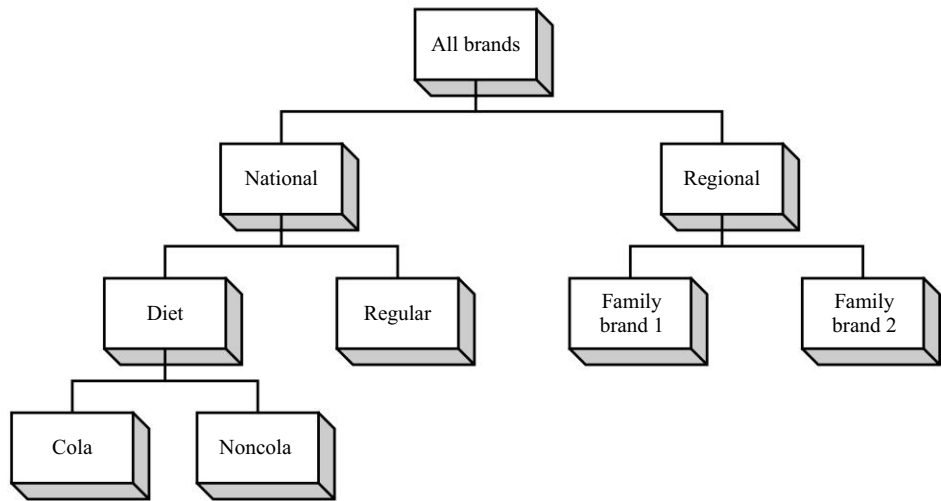 All brands
National
Regional
Diet
Regular
Family
brand 1
Family
brand 2
Cola
Noncola